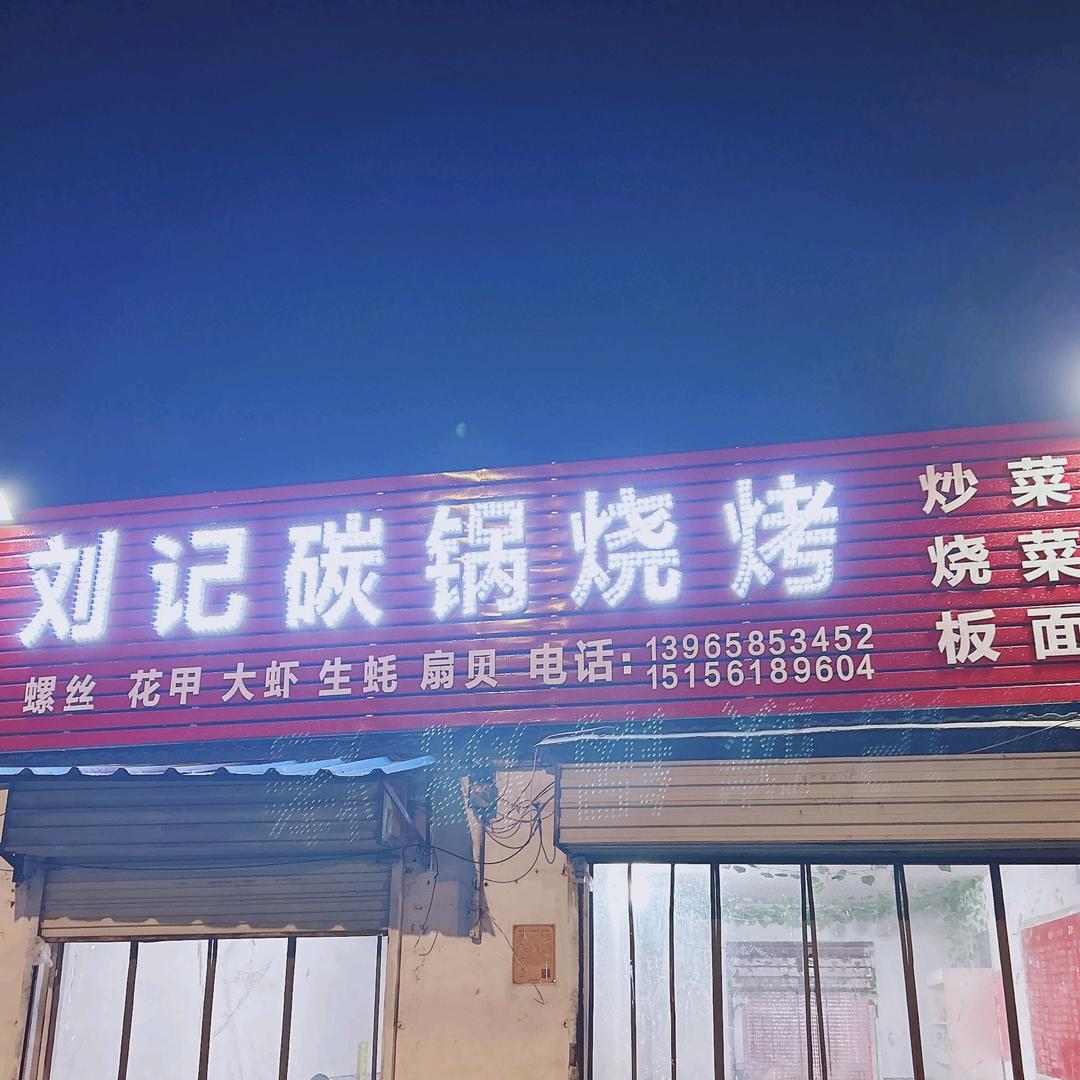 刘记碳锅烧烤
螺丝 花甲 大虾 生蚝 扇贝 电话:13965853452
15156189604
炒菜
烧菜
板面